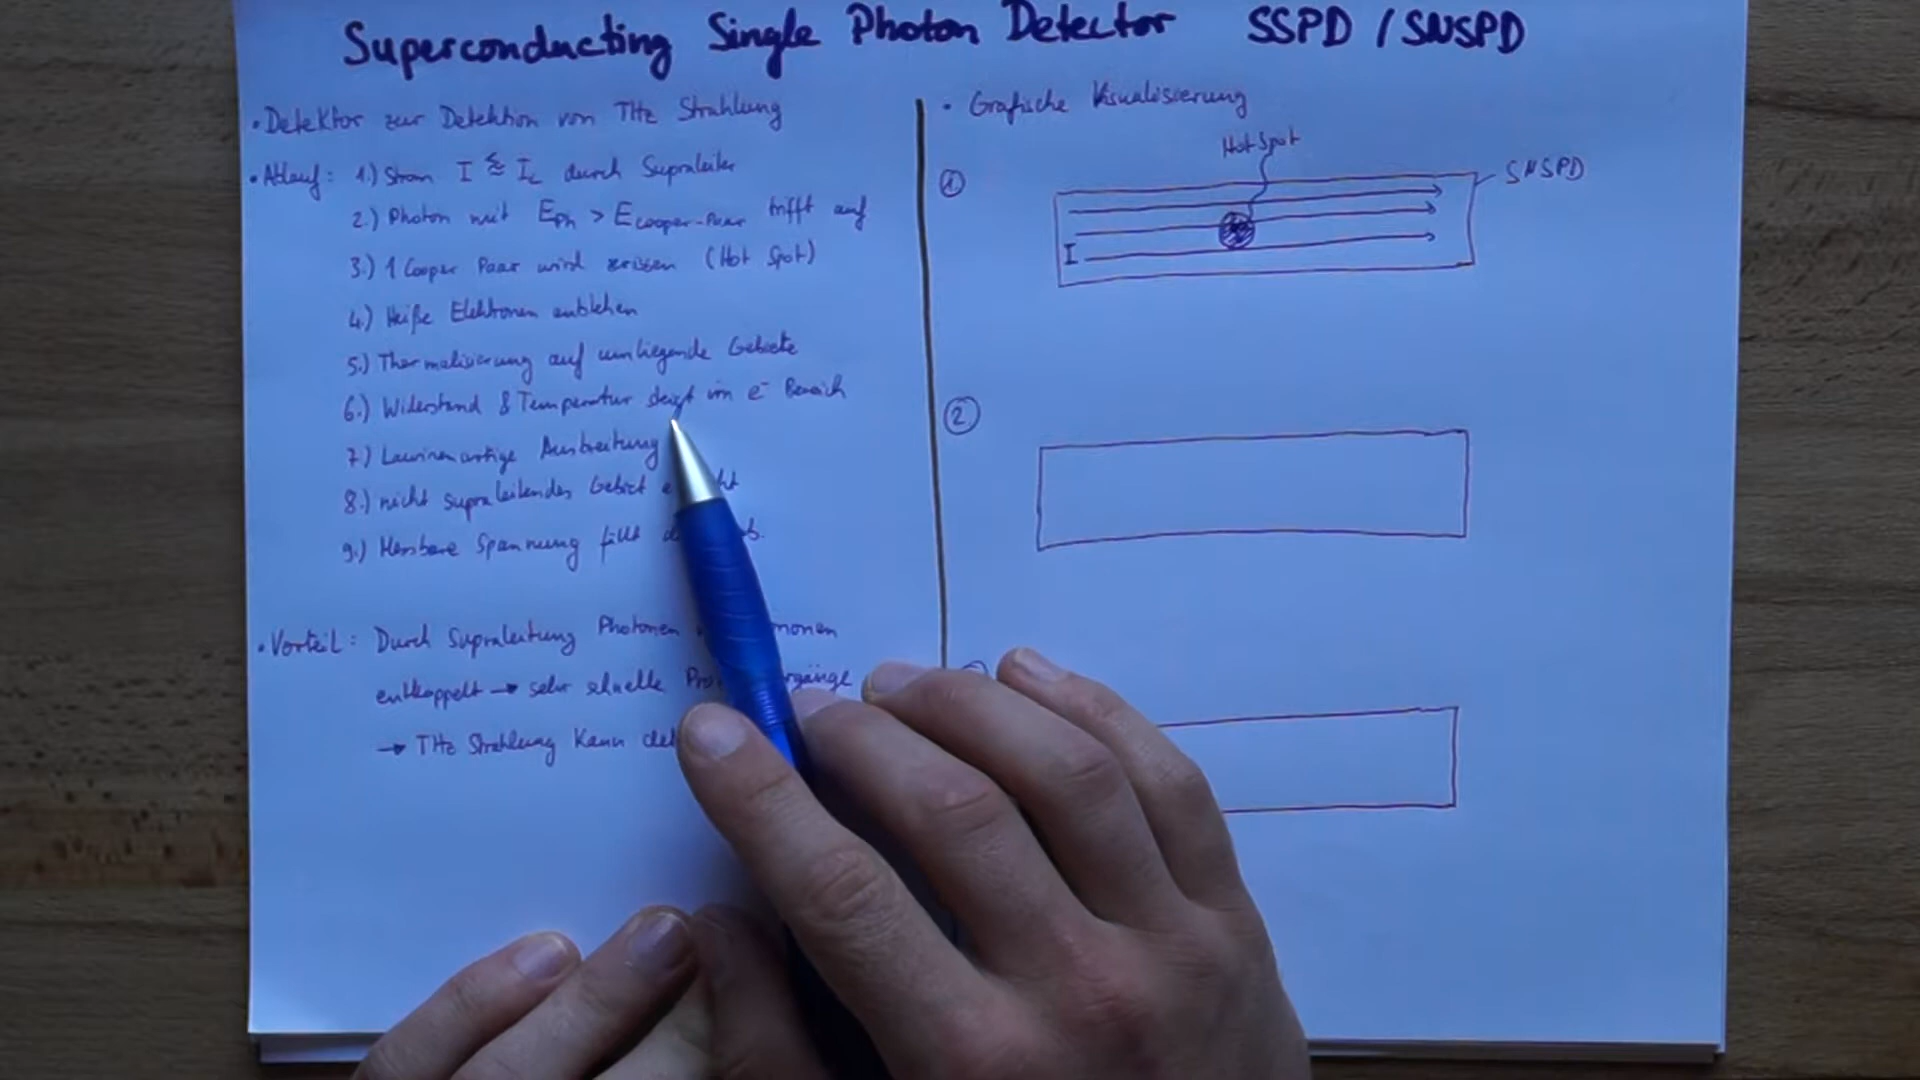 Superconducting Single Photon Detector SSPD / SNSPD
• Detektor zur Detektion von THz Strahlung
• Ablauf: 1.) Strom I ≲ Ic durch Supraleiter
2.) Photon mit EPh > Ecooper-Paar trifft auf
3.) 1 Cooper Paar wird zerissen (Hot Spot)
4.) Heiße Elektronen entstehen
5.) Thermalisierung auf umliegende Gebiete
6.) Widerstand & Temperatur steigt im e⁻ Bereich
7.) Lawinenartige Ausbreitung
8.) nicht supraleitendes Gebiet
9.) Messbare Spannung fällt
• Vorteil: Durch Supraleitung Photonen
entkoppelt → sehr schnelle
→ THz Strahlung kann
• Grafische Visualisierung
Hot Spot
① SNSPD
I
②